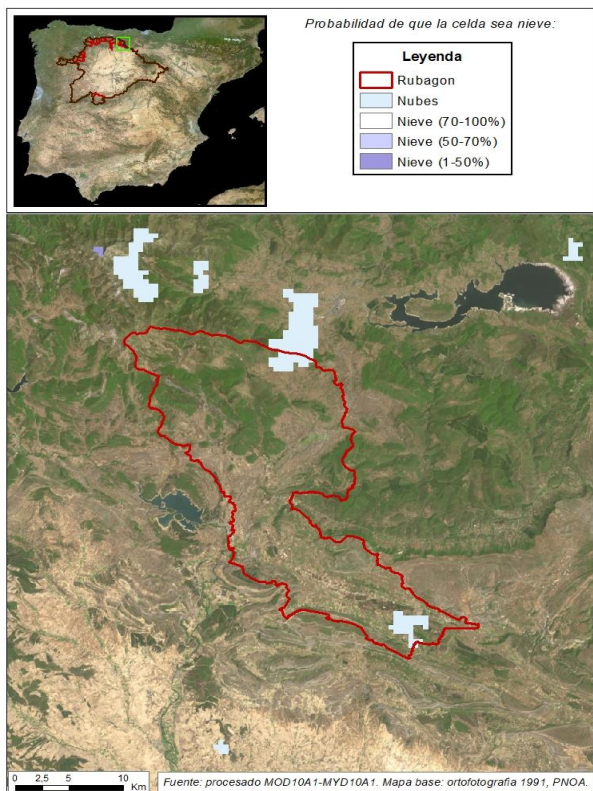 Probabilidad de que la celda sea nieve:
Leyenda
Rubagon
Nubes
Nieve (70-100%)
Nieve (50-70%)
Nieve (1-50%)
0 2,5 5 10
Km
Fuente: procesado MOD10A1-MYD10A1. Mapa base: ortofotografia 1991, PNOA.